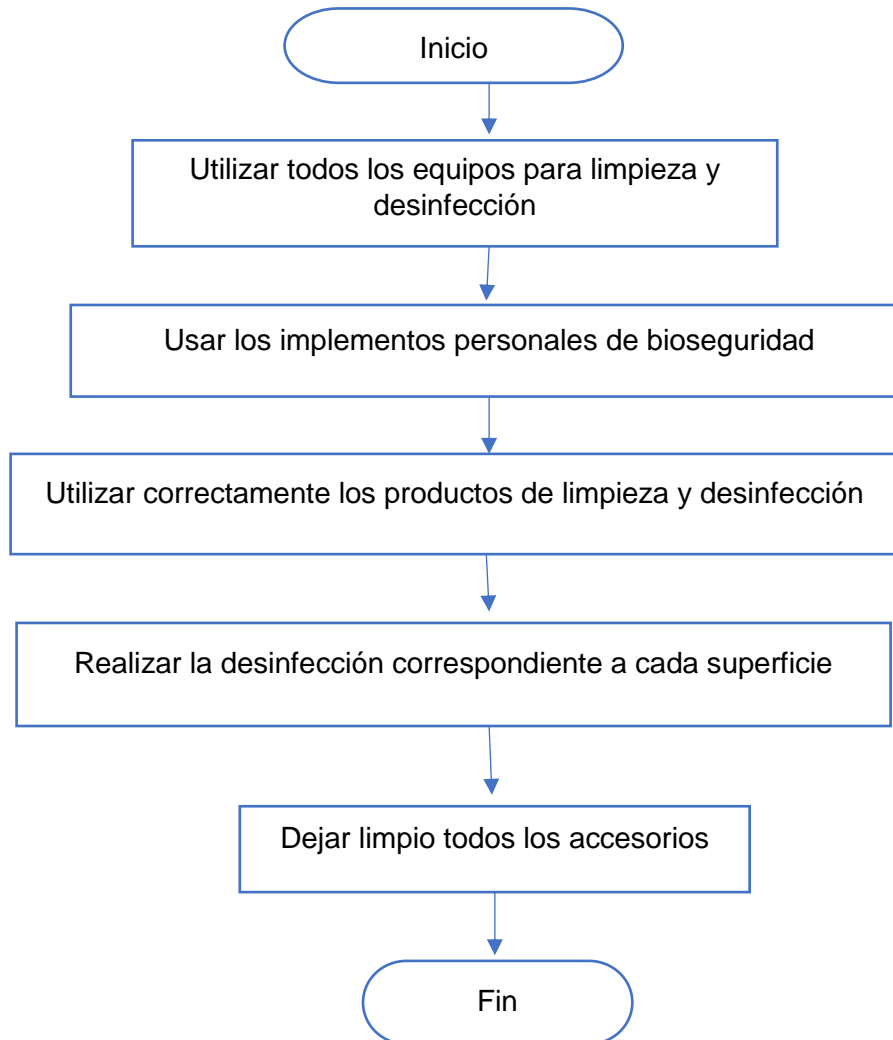 Inicio
Utilizar todos los equipos para limpieza y
desinfección
Usar los implementos personales de bioseguridad
Utilizar correctamente los productos de limpieza y desinfección
Realizar la desinfección correspondiente a cada superficie
Dejar limpio todos los accesorios
Fin